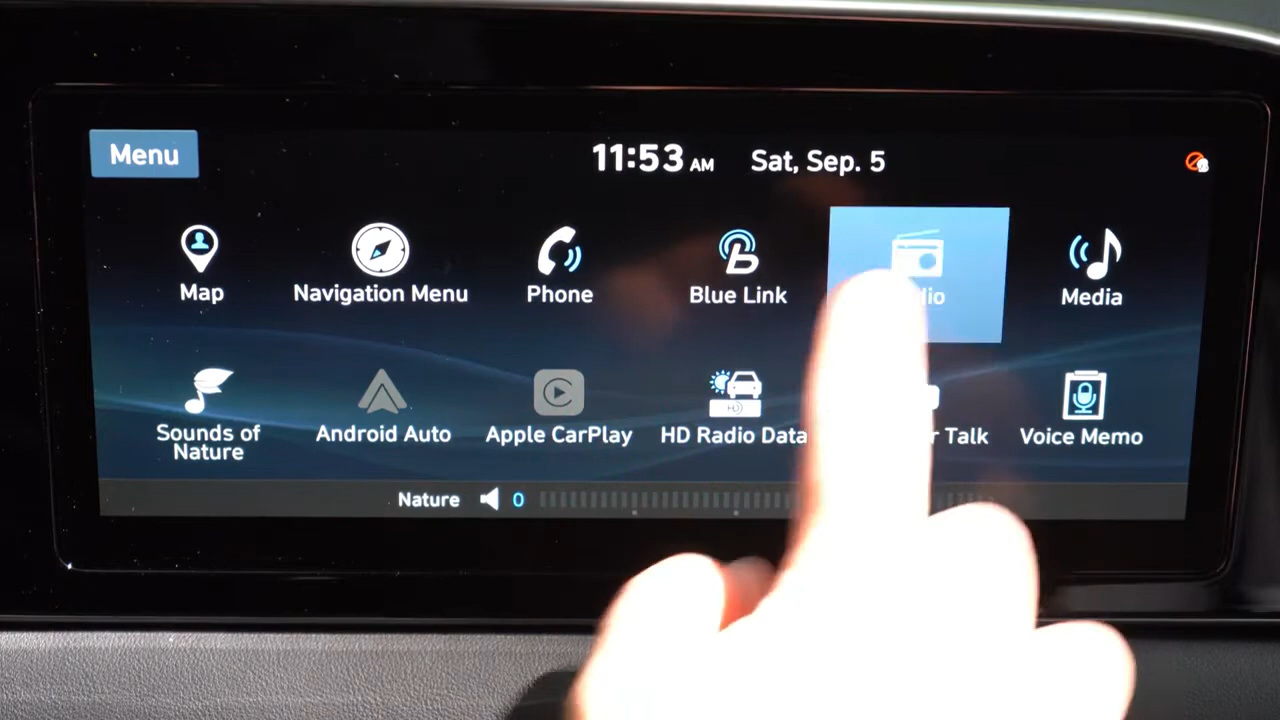 Menu
11:53 AM Sat, Sep. 5
Map
Navigation Menu
Phone
Blue Link
Media
Sounds of
Nature
Android Auto
Apple CarPlay
HD Radio Data
Talk
Voice Memo
Nature 0